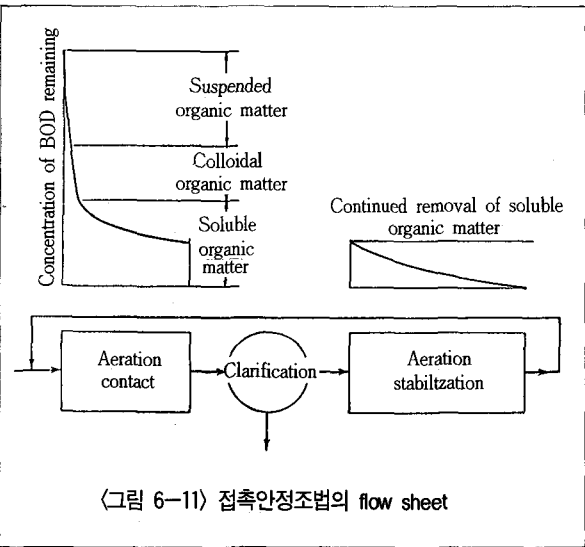 Concentration of BOD remaining
Suspended
organic matter
Colloidal
organic matter
Soluble
organic
matter
Continued removal of soluble
organic matter
Aeration
contact
Clarification
Aeration
stabiltzation
〈그림 6-11〉 접촉안정조법의 flow sheet